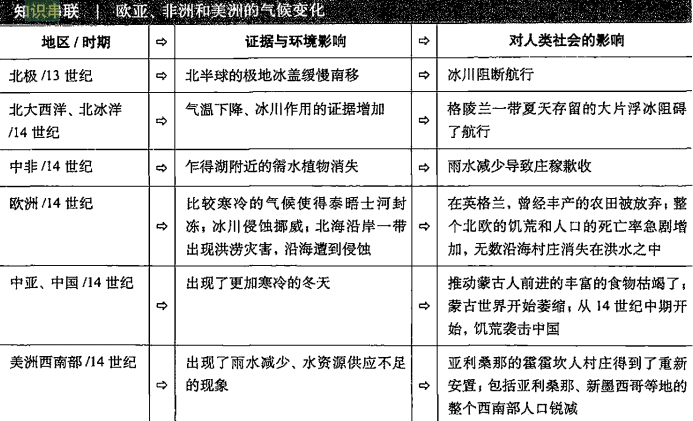 知识串联 | 欧亚、非洲和美洲的气候变化
地区/时期 ⇨ 证据与环境影响 ⇨ 对人类社会的影响
北极/13世纪 ⇨ 北半球的极地冰盖缓慢南移 ⇨ 冰川阻断航行
北大西洋、北冰洋
/14世纪
⇨
气温下降、冰川作用的证据增加
⇨
格陵兰一带夏天存留的大片浮冰阻碍
了航行
中非/14世纪 ⇨ 乍得湖附近的需水植物消失 ⇨ 雨水减少导致庄稼歉收
欧洲/14世纪
⇨
比较寒冷的气候使得泰晤士河封
冻；冰川侵蚀挪威；北海沿岸一带
出现洪涝灾害，沿海遭到侵蚀
⇨
在英格兰，曾经丰产的农田被放弃；整
个北欧的饥荒和人口的死亡率急剧增
加，无数沿海村庄消失在洪水之中
中亚、中国/14世纪
⇨
出现了更加寒冷的冬天
⇨
推动蒙古人前进的丰富的食物枯竭了；
蒙古世界开始萎缩；从14世纪中期开
始，饥荒袭击中国
美洲西南部/14世纪
⇨
出现了雨水减少、水资源供应不足
的现象
⇨
亚利桑那的霍霍坎人村庄得到了重新
安置；包括亚利桑那、新墨西哥等地的
整个西南部人口锐减